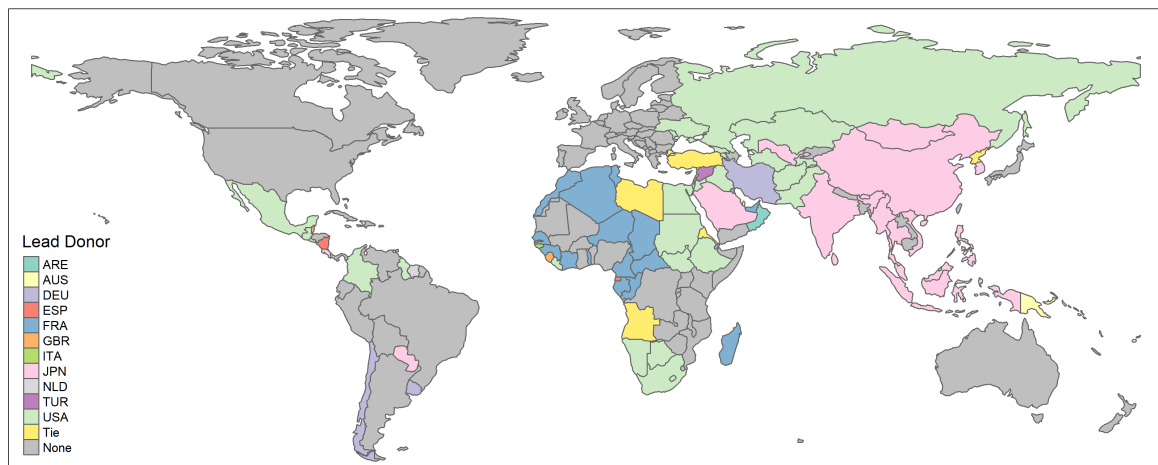 Lead Donor
ARE
AUS
DEU
ESP
FRA
GBR
ITA
JPN
NLD
TUR
USA
Tie
None